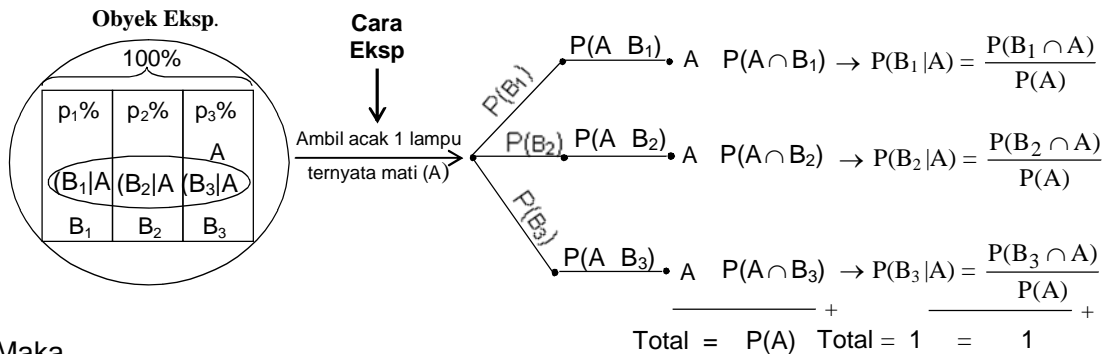 Obyek Eksp.
100%
p₁% p₂% p₃%
A
(B₁|A (B₂|A (B₃|A
B₁ B₂ B₃
Cara
Eksp
Ambil acak 1 lampu
ternyata mati (A)
P(B₁) P(A B₁) A P(A∩B₁) → P(B₁|A) = P(B₁ ∩ A) / P(A)
P(B₂) P(A B₂) A P(A∩B₂) → P(B₂|A) = P(B₂ ∩ A) / P(A)
P(B₃) P(A B₃) A P(A∩B₃) → P(B₃|A) = P(B₃ ∩ A) / P(A)
+ +
Total = P(A) Total = 1 = 1
Maka